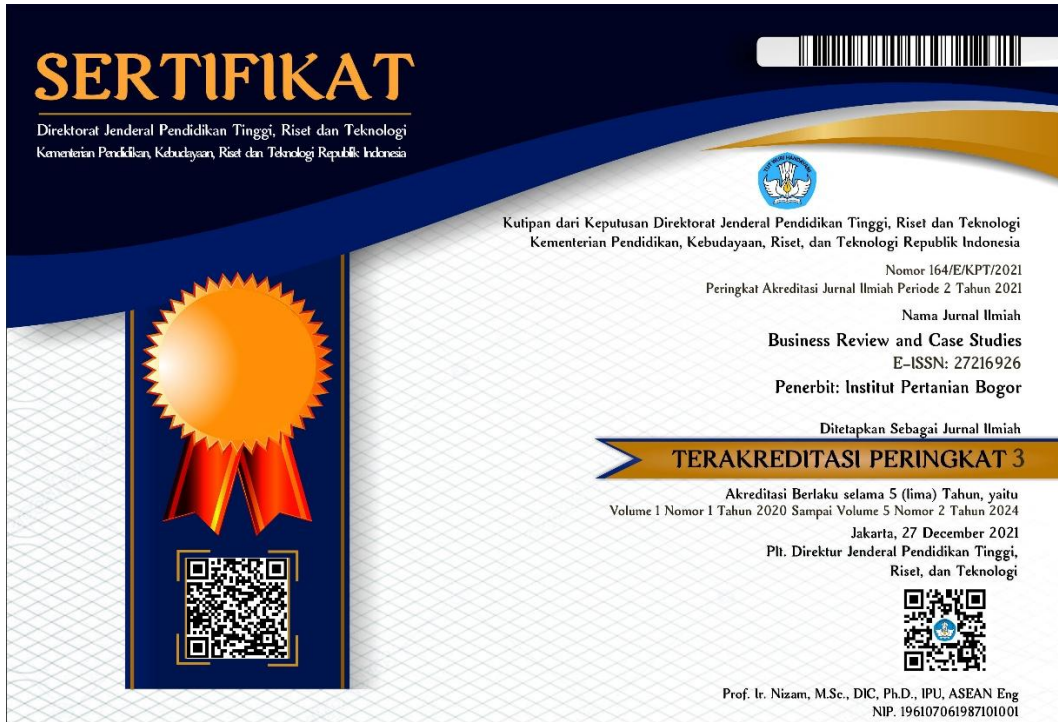 SERTIFIKAT
Direktorat Jenderal Pendidikan Tinggi, Riset dan Teknologi
Kementerian Pendidikan, Kebudayaan, Riset dan Teknologi Republik Indonesia
TUT WURI HANDAYANI
Kutipan dari Keputusan Direktorat Jenderal Pendidikan Tinggi, Riset dan Teknologi
Kementerian Pendidikan, Kebudayaan, Riset, dan Teknologi Republik Indonesia
Nomor 164/E/KPT/2021
Peringkat Akreditasi Jurnal Ilmiah Periode 2 Tahun 2021
Nama Jurnal Ilmiah
Business Review and Case Studies
E-ISSN: 27216926
Penerbit: Institut Pertanian Bogor
Ditetapkan Sebagai Jurnal Ilmiah
TERAKREDITASI PERINGKAT 3
Akreditasi Berlaku selama 5 (lima) Tahun, yaitu
Volume 1 Nomor 1 Tahun 2020 Sampai Volume 5 Nomor 2 Tahun 2024
Jakarta, 27 December 2021
Plt. Direktur Jenderal Pendidikan Tinggi,
Riset, dan Teknologi
Prof. Ir. Nizam, M.Sc., DIC, Ph.D., IPU, ASEAN Eng
NIP. 196107061987101001